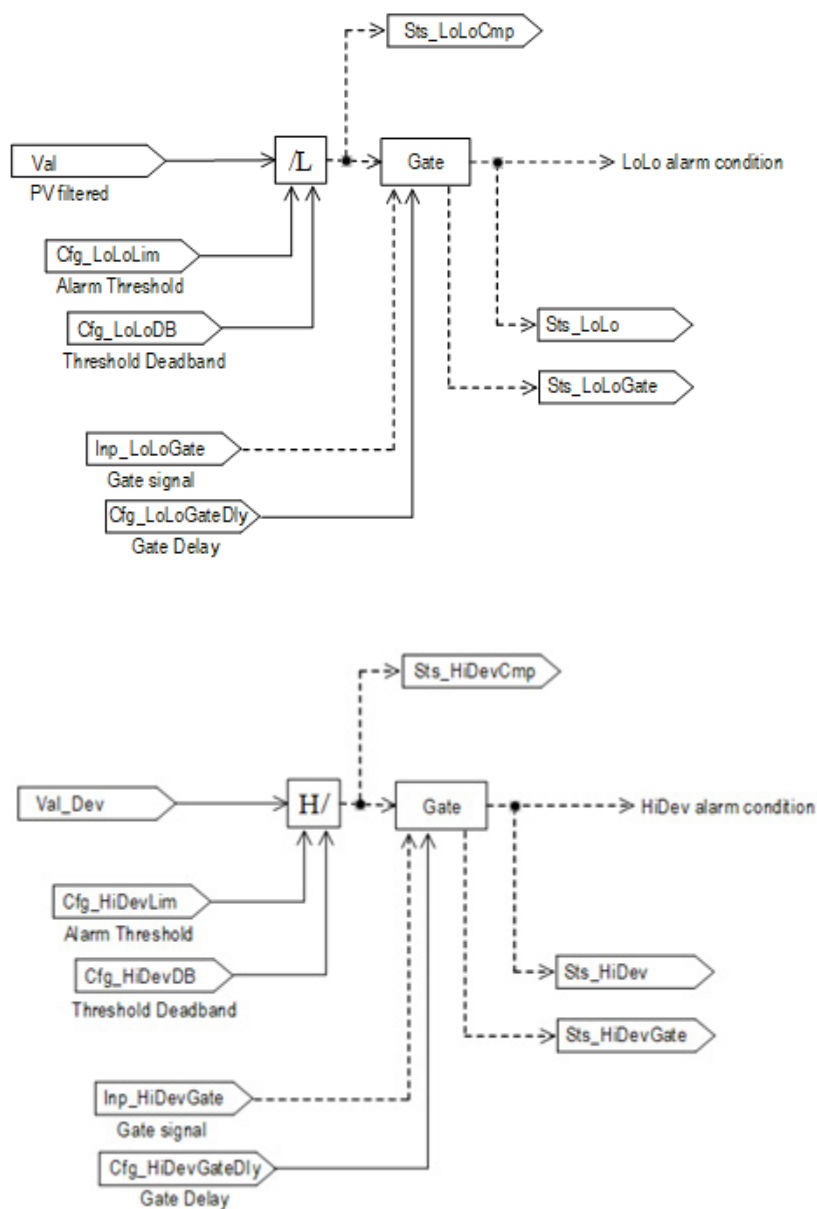 Sts_LoLoCmp
Val
/L
Gate
LoLo alarm condition
PV filtered
Cfg_LoLoLim
Alarm Threshold
Cfg_LoLoDB
Threshold Deadband
Sts_LoLo
Sts_LoLoGate
Inp_LoLoGate
Gate signal
Cfg_LoLoGateDly
Gate Delay
Sts_HiDevCmp
Val_Dev
H/
Gate
HiDev alarm condition
Cfg_HiDevLim
Alarm Threshold
Cfg_HiDevDB
Threshold Deadband
Sts_HiDev
Sts_HiDevGate
Inp_HiDevGate
Gate signal
Cfg_HiDevGateDly
Gate Delay